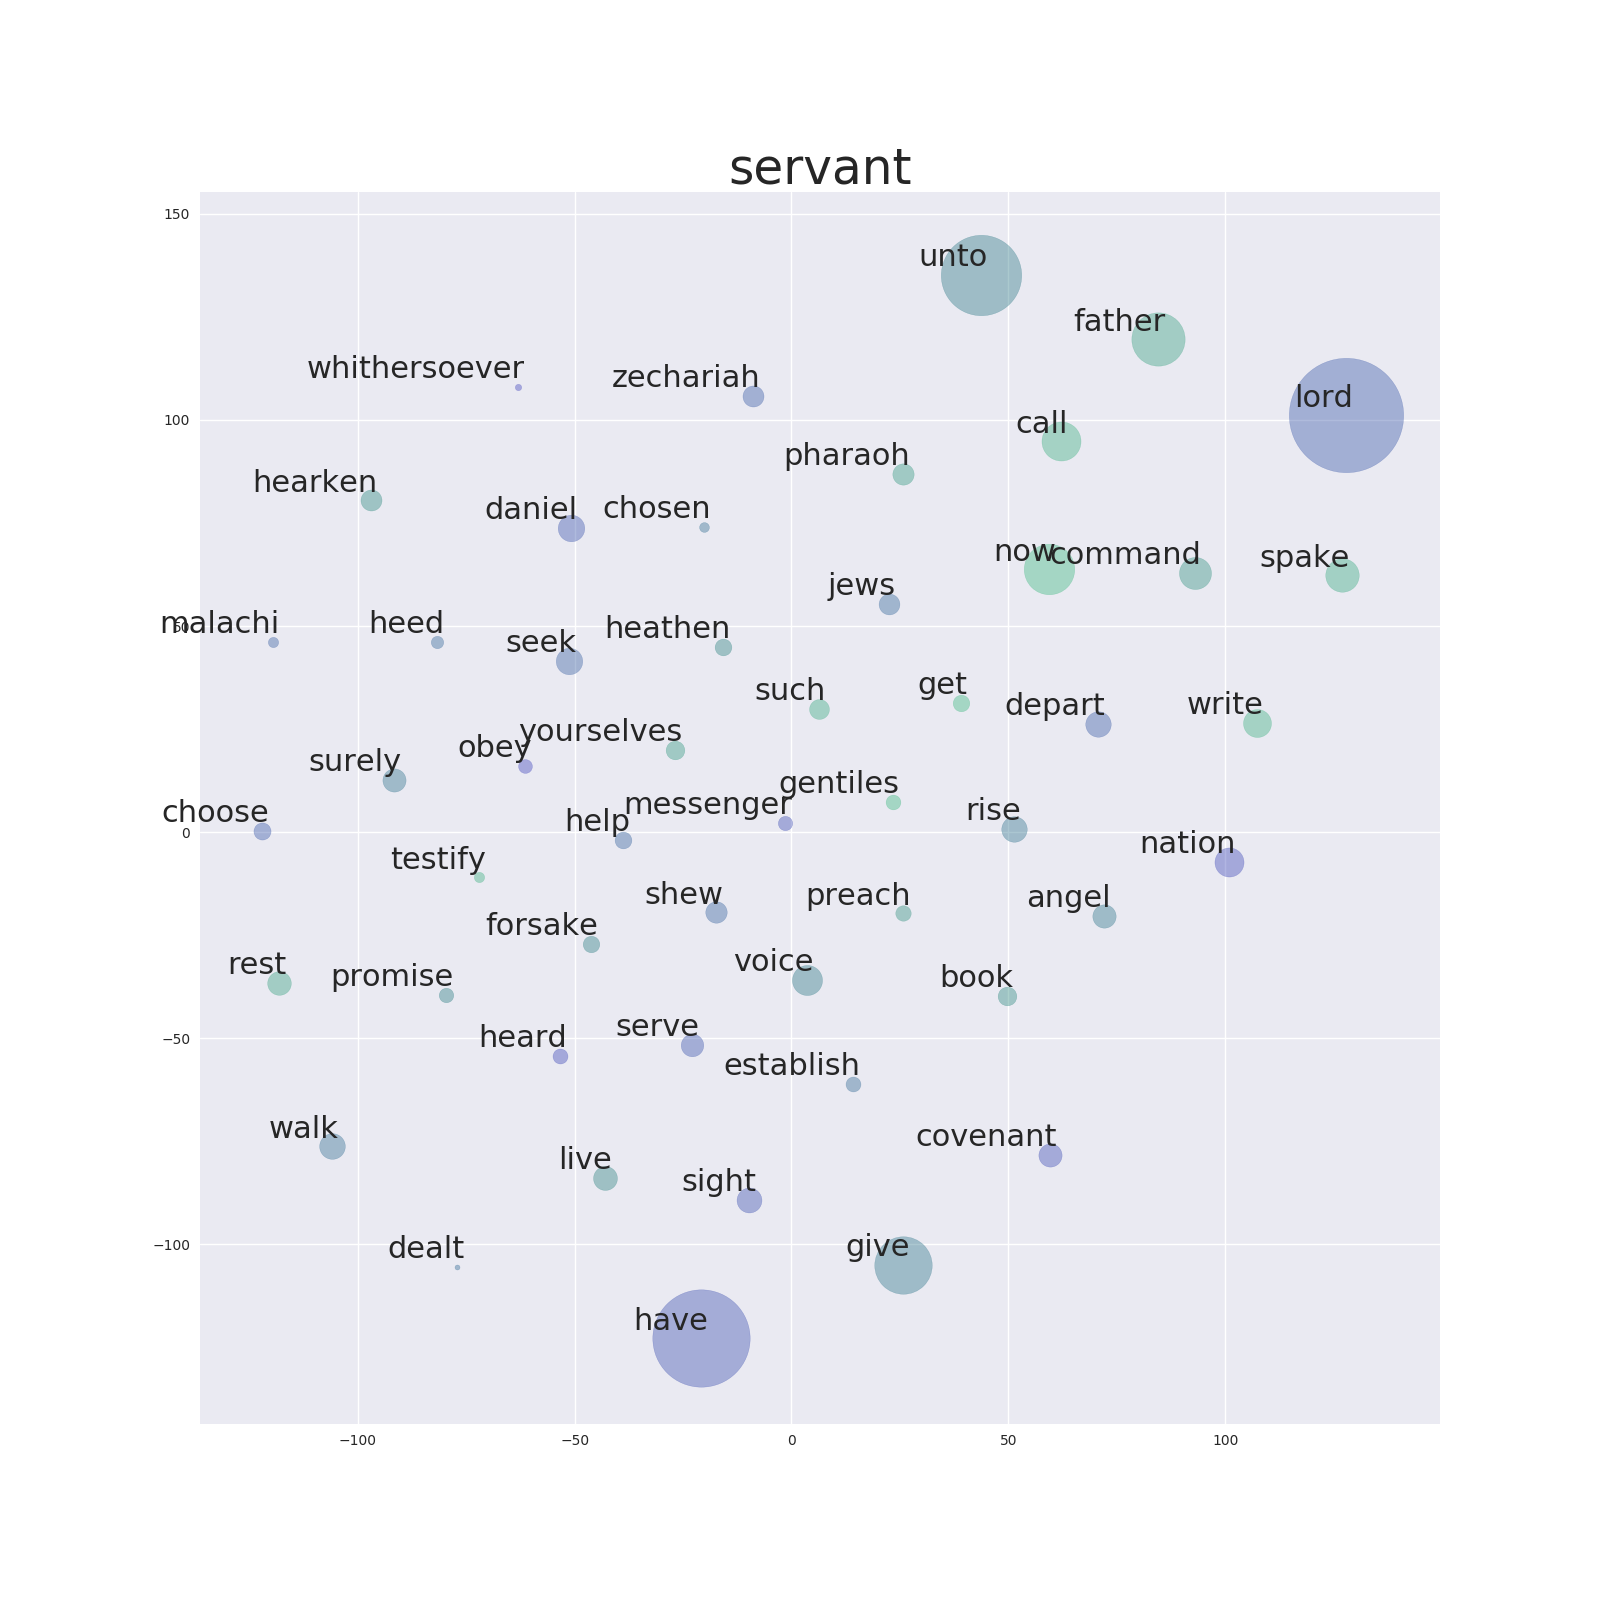 servant
150
unto
father
whithersoever
zechariah
lord
100
call
pharaoh
hearken
daniel
chosen
now
command
spake
jews
malachi
50
heed
heathen
seek
such
get
depart
write
yourselves
obey
surely
gentiles
messenger
choose
help
rise
0
nation
testify
shew
preach
angel
forsake
voice
rest
promise
book
heard
serve
−50
establish
walk
covenant
live
sight
−100
dealt
give
have
−100
−50
0
50
100